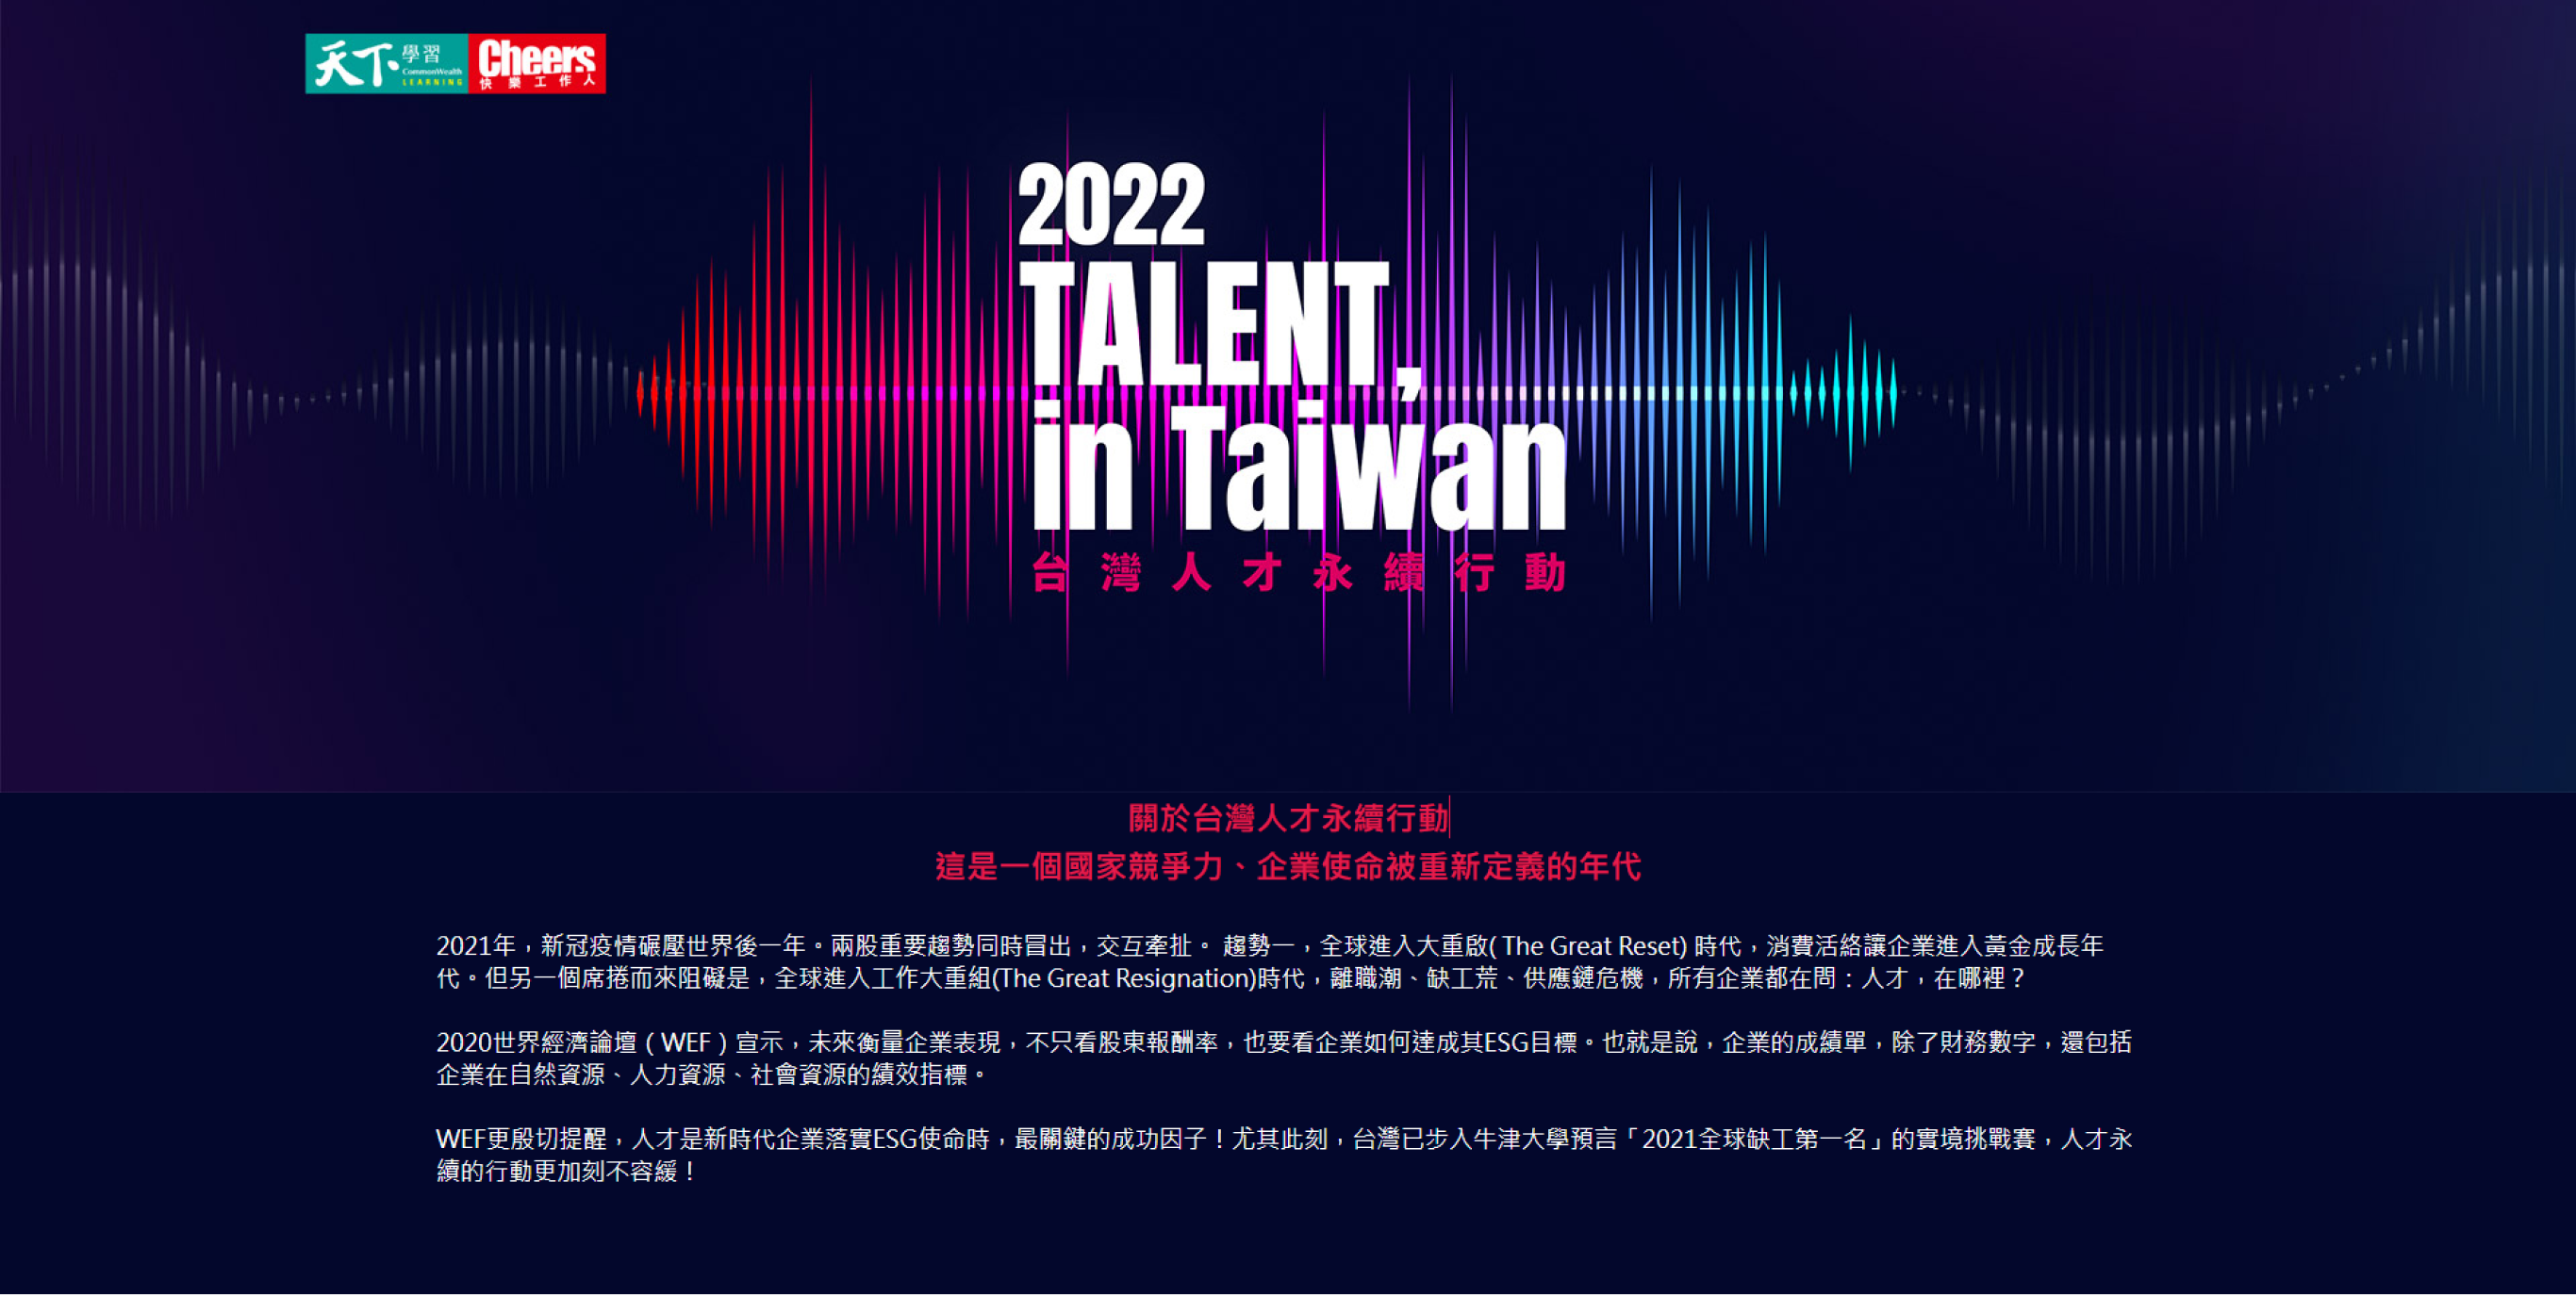 天下學習
CommonWealth
LEARNING
Cheers
快樂工作人
2022
TALENT,
in Taiwan
台灣人才永續行動
關於台灣人才永續行動
這是一個國家競爭力、企業使命被重新定義的年代
2021年，新冠疫情碾壓世界後一年。兩股重要趨勢同時冒出，交互牽扯。 趨勢一，全球進入大重啟( The Great Reset) 時代，消費活絡讓企業進入黃金成長年
代。但另一個席捲而來阻礙是，全球進入工作大重組(The Great Resignation)時代，離職潮、缺工荒、供應鏈危機，所有企業都在問：人才，在哪裡？
2020世界經濟論壇（WEF）宣示，未來衡量企業表現，不只看股東報酬率，也要看企業如何達成其ESG目標。也就是說，企業的成績單，除了財務數字，還包括
企業在自然資源、人力資源、社會資源的績效指標。
WEF更殷切提醒，人才是新時代企業落實ESG使命時，最關鍵的成功因子！尤其此刻，台灣已步入牛津大學預言「2021全球缺工第一名」的實境挑戰賽，人才永
續的行動更加刻不容緩！